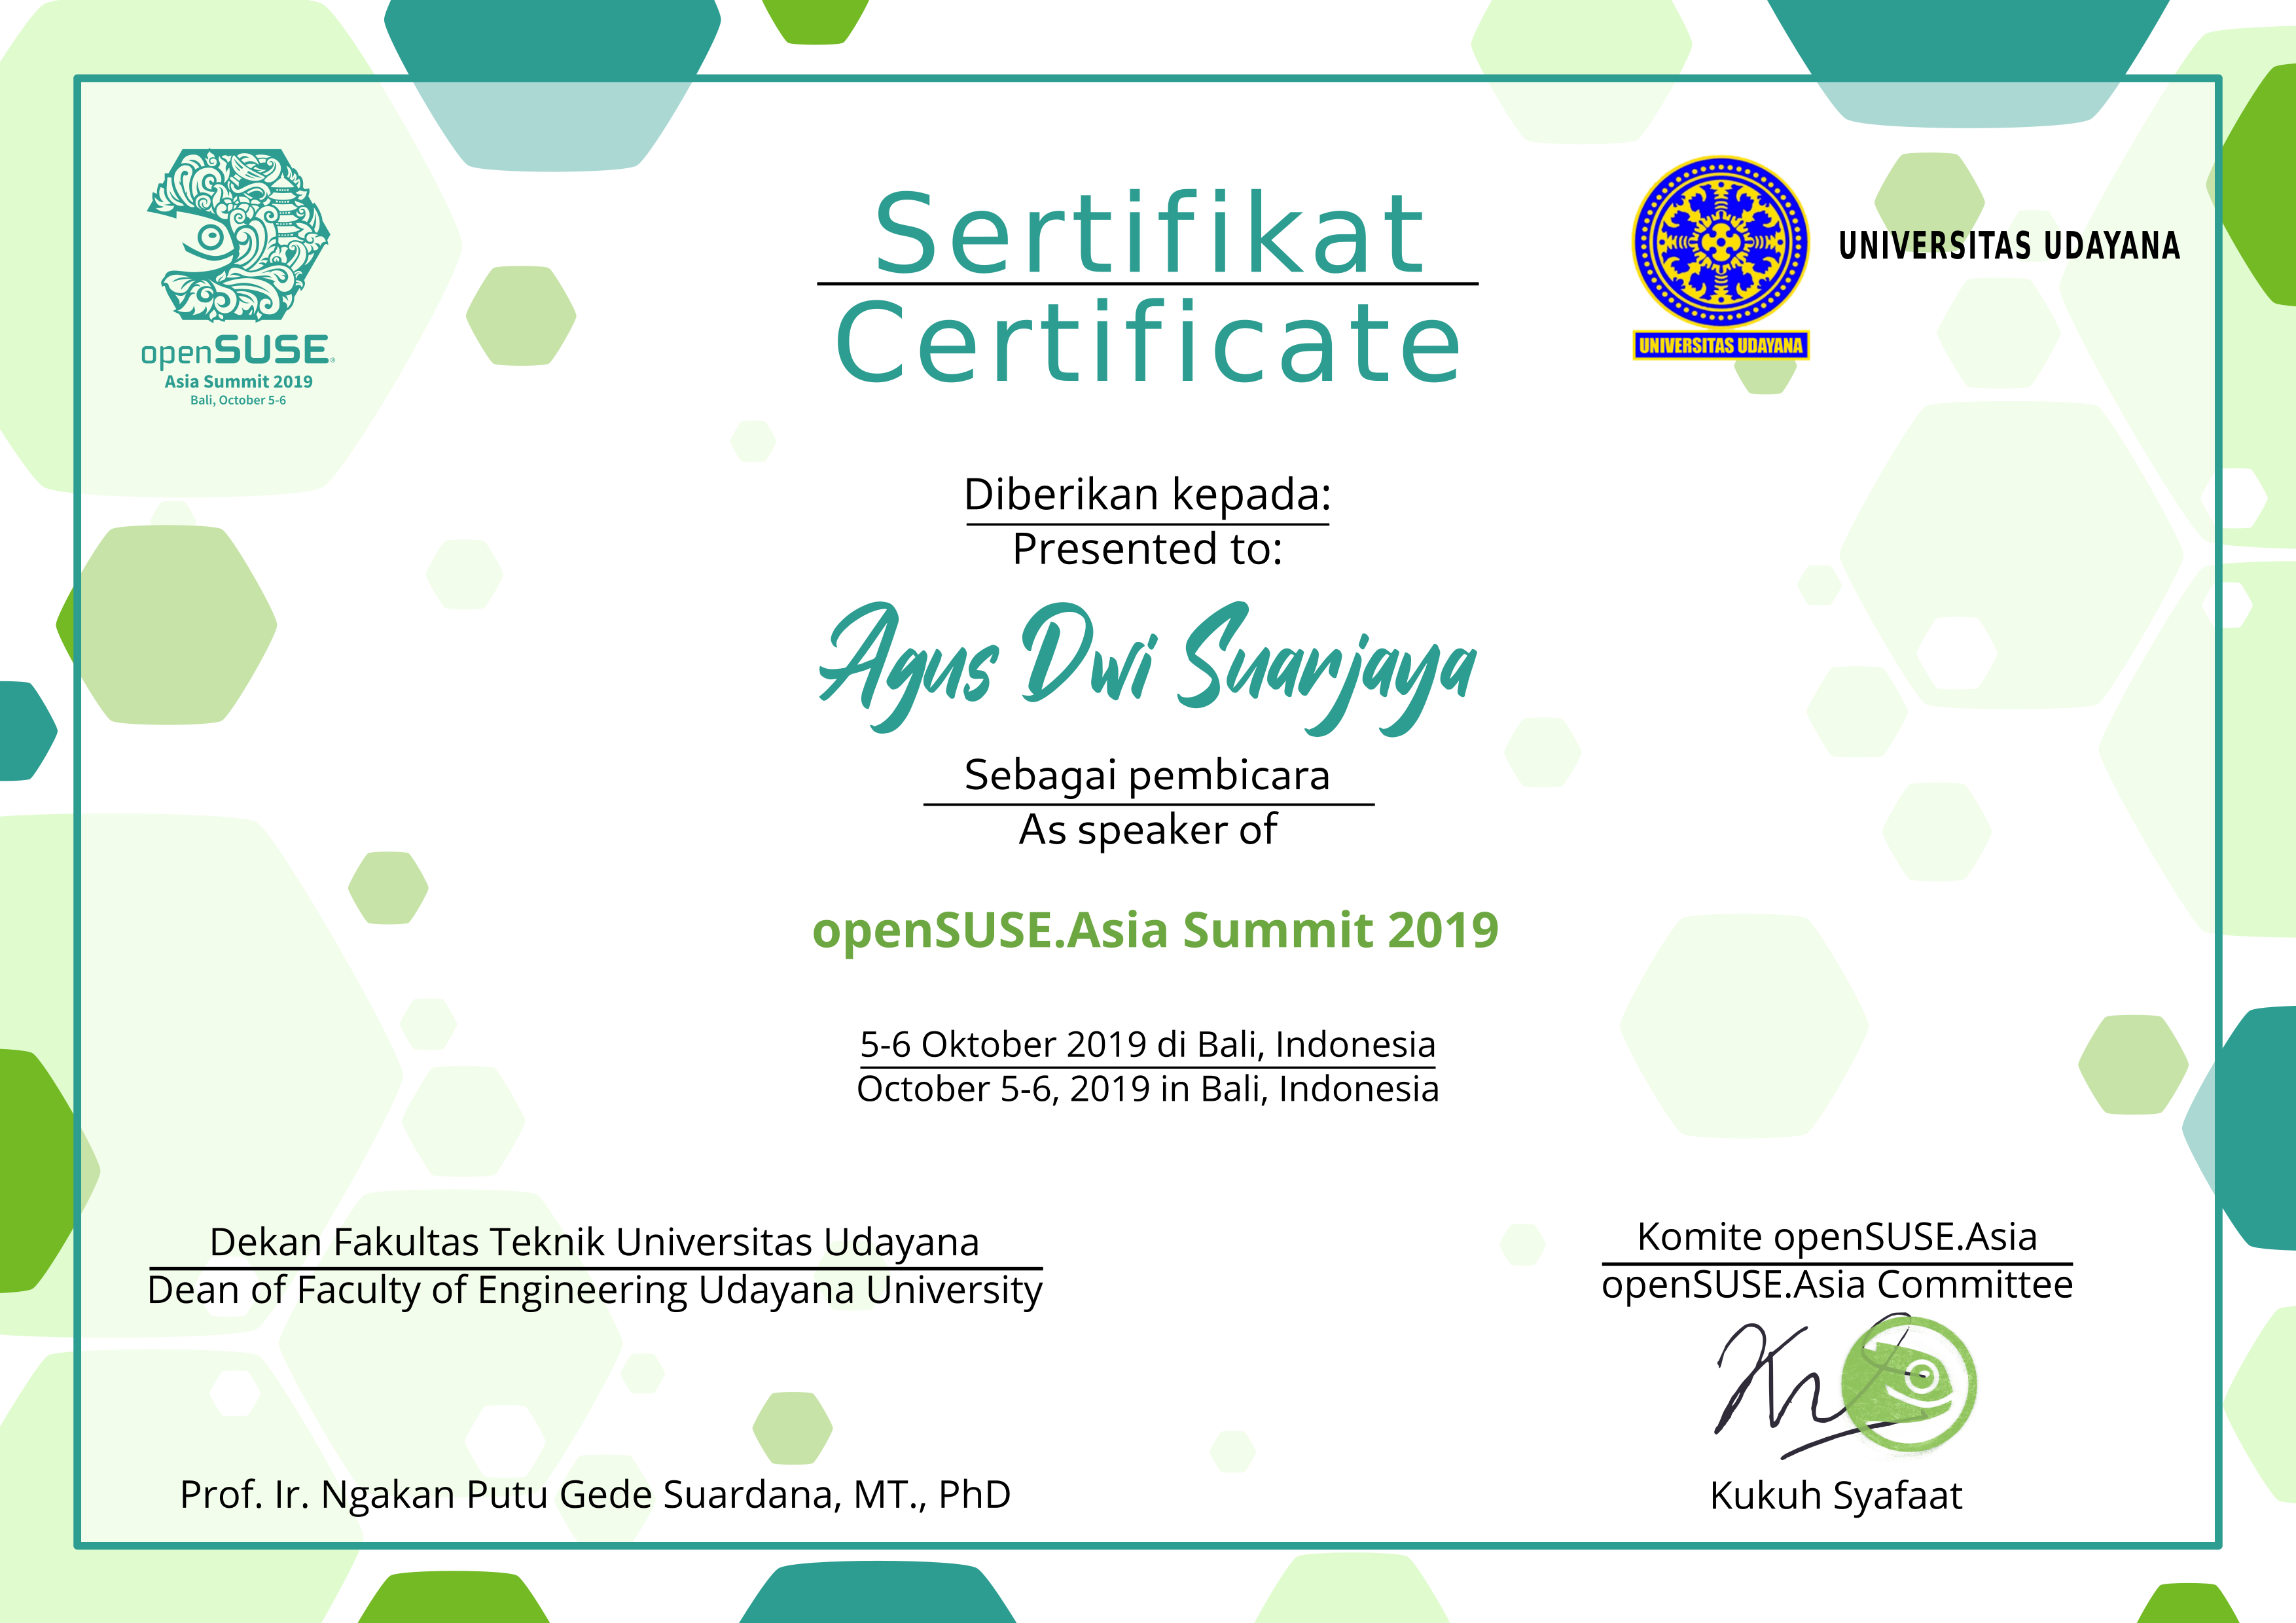 openSUSE
Asia Summit 2019
Bali, October 5-6
Sertifikat
Certificate
UNIVERSITAS UDAYANA
UNIVERSITAS UDAYANA
Diberikan kepada:
Presented to:
Agus Dwi Suarjaya
Sebagai pembicara
As speaker of
openSUSE.Asia Summit 2019
5-6 Oktober 2019 di Bali, Indonesia
October 5-6, 2019 in Bali, Indonesia
Dekan Fakultas Teknik Universitas Udayana
Dean of Faculty of Engineering Udayana University
Prof. Ir. Ngakan Putu Gede Suardana, MT., PhD
Komite openSUSE.Asia
openSUSE.Asia Committee
Kukuh Syafaat